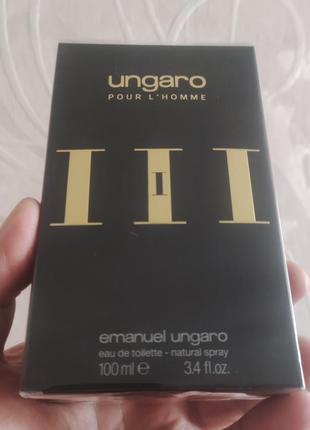 ungaro
POUR L'HOMME
III
I
emanuel ungaro
eau de toilette - natural spray
100 ml e 3.4 fl.oz.